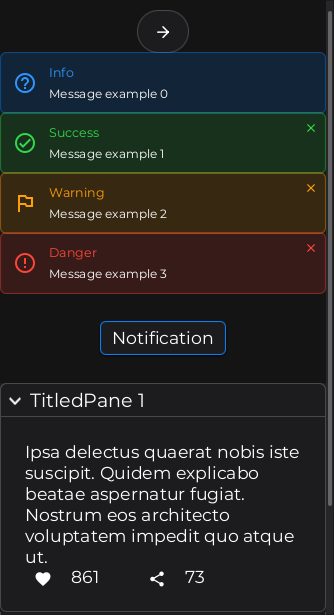 Info
Message example 0
Success
Message example 1
Warning
Message example 2
Danger
Message example 3
Notification
TitledPane 1
Ipsa delectus quaerat nobis iste
suscipit. Quidem explicabo
beatae aspernatur fugiat.
Nostrum eos architecto
voluptatem impedit quo atque
ut.
861 73